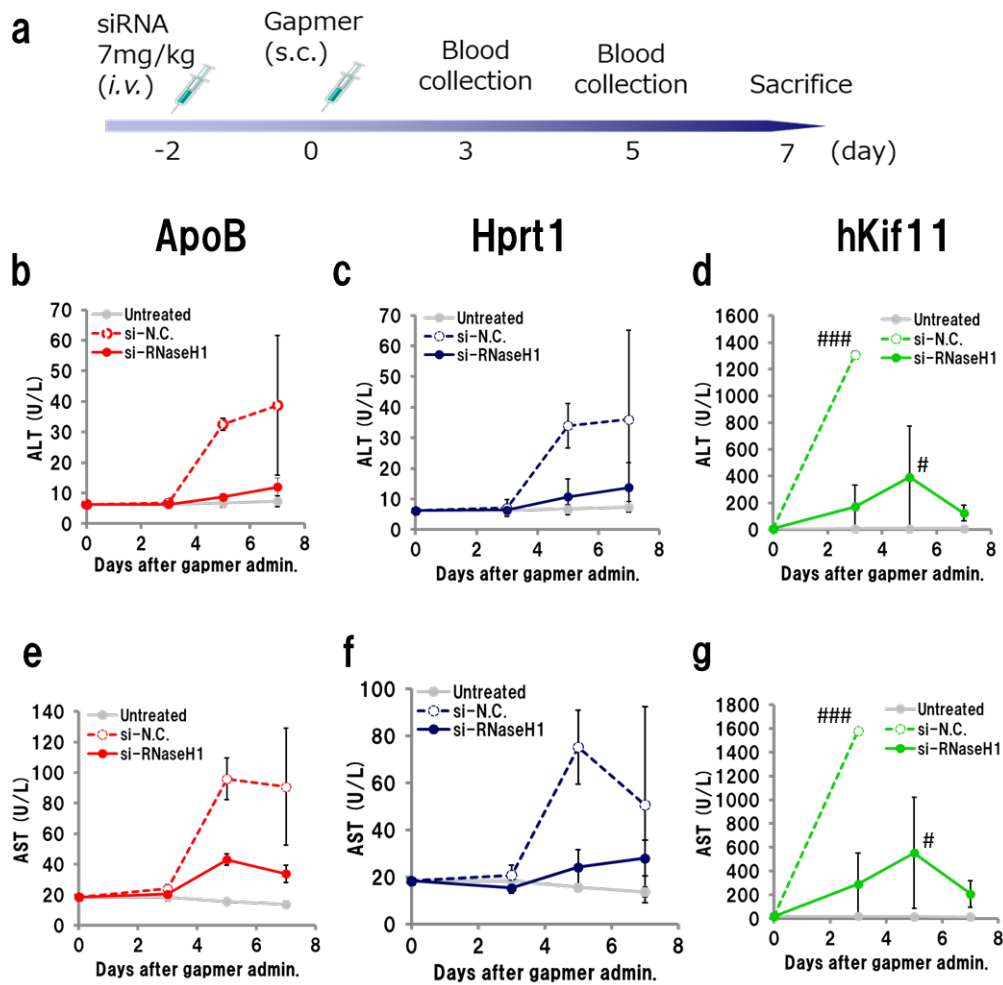 a
siRNA
7mg/kg
(i.v.)
Gapmer
(s.c.)
Blood
collection
Blood
collection
Sacrifice
-2
0
3
5
7
(day)
ApoB
Hprt1
hKif11
b
Untreated
si-N.C.
si-RNaseH1
70
60
50
40
30
20
10
0
ALT (U/L)
0 2 4 6 8
Days after gapmer admin.
c
Untreated
si-N.C.
si-RNaseH1
70
60
50
40
30
20
10
0
ALT (U/L)
0 2 4 6 8
Days after gapmer admin.
d
Untreated
si-N.C.
si-RNaseH1
###
#
1600
1400
1200
1000
800
600
400
200
0
ALT (U/L)
0 2 4 6 8
Days after gapmer admin.
e
Untreated
si-N.C.
si-RNaseH1
140
120
100
80
60
40
20
0
AST (U/L)
0 2 4 6 8
Days after gapmer admin.
f
Untreated
si-N.C.
si-RNaseH1
100
80
60
40
20
0
AST (U/L)
0 2 4 6 8
Days after gapmer admin.
g
Untreated
si-N.C.
si-RNaseH1
###
#
1800
1600
1400
1200
1000
800
600
400
200
0
AST (U/L)
0 2 4 6 8
Days after gapmer admin.